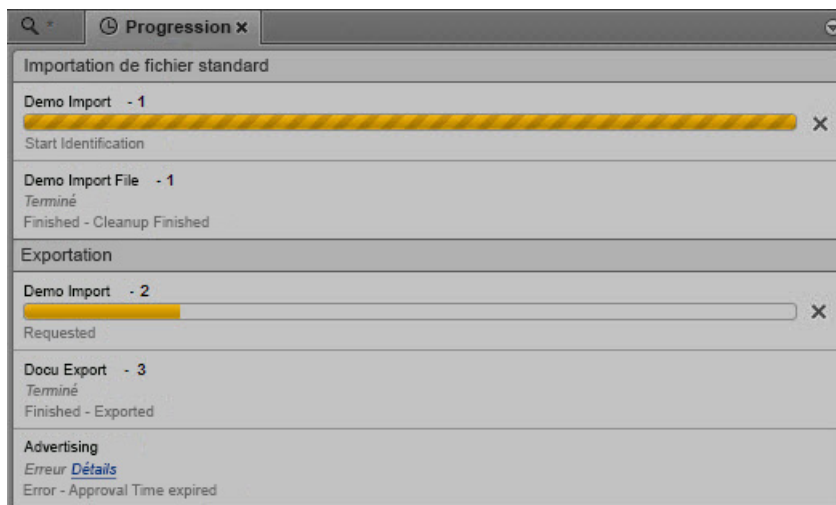 Progression
Importation de fichier standard
Demo Import - 1
Start Identification
Demo Import File - 1
Terminé
Finished - Cleanup Finished
Exportation
Demo Import - 2
Requested
Docu Export - 3
Terminé
Finished - Exported
Advertising
Erreur Détails
Error - Approval Time expired